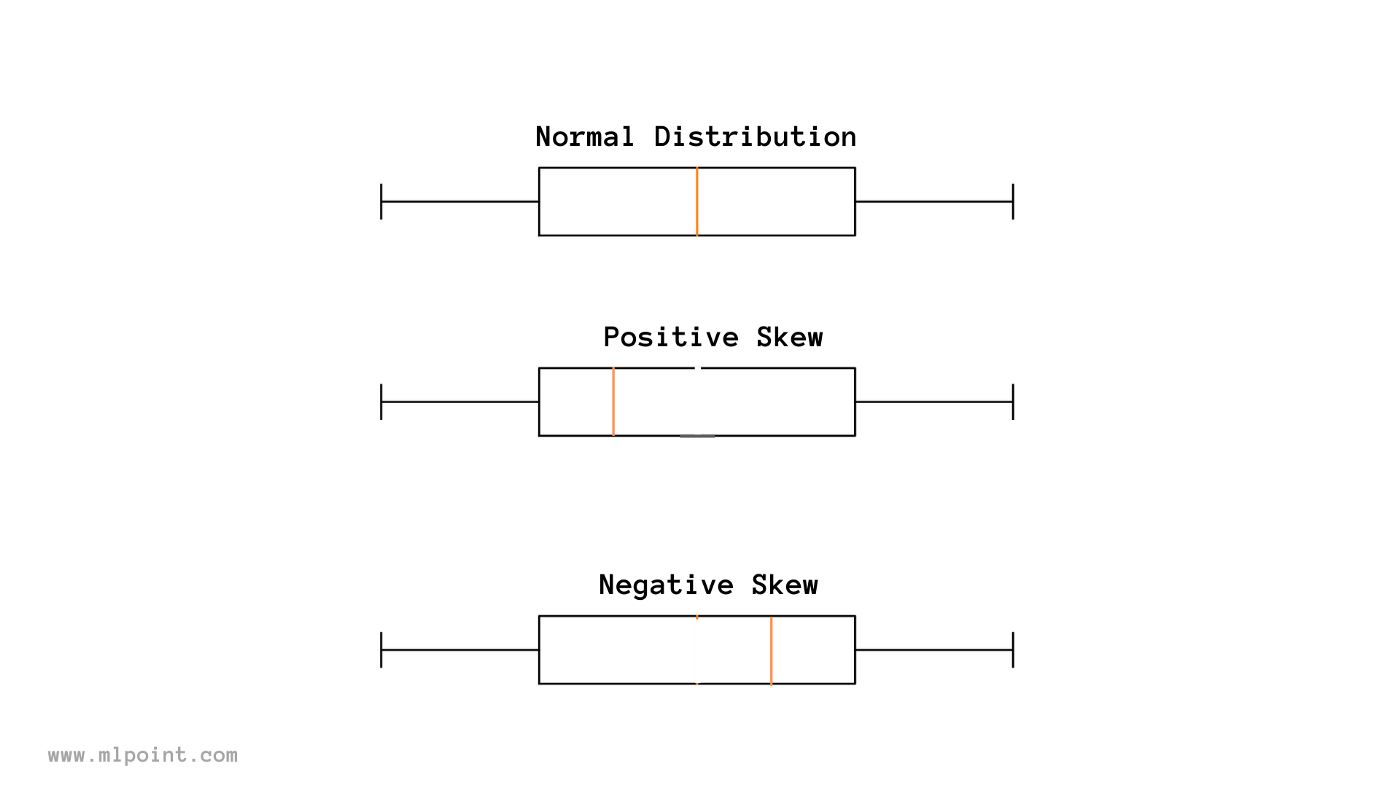 Normal Distribution
Positive Skew
Negative Skew
www.mlpoint.com